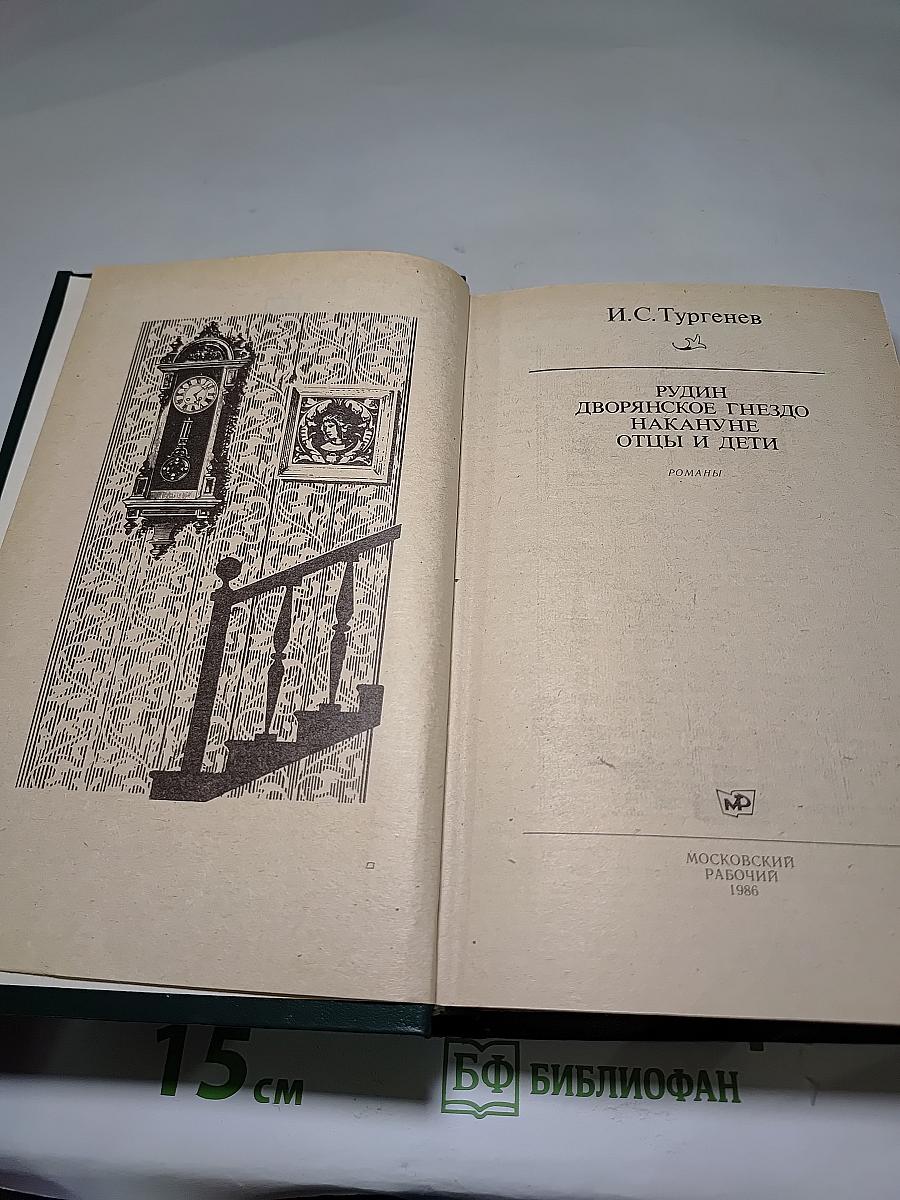 И.С.Тургенев
РУДИН
ДВОРЯНСКОЕ ГНЕЗДО
НАКАНУНЕ
ОТЦЫ И ДЕТИ
РОМАНЫ
МР
МОСКОВСКИЙ
РАБОЧИЙ
1986
15 см
БФ БИБЛИОФАН